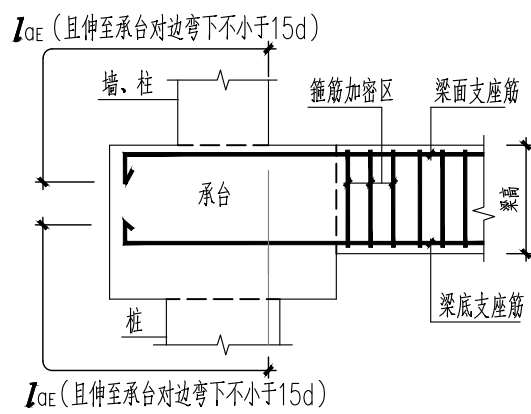 laE(且伸至承台对边弯下不小于15d)
墙、柱
箍筋加密区
梁面支座筋
承台
梁高
桩
梁底支座筋
laE(且伸至承台对边弯下不小于15d)